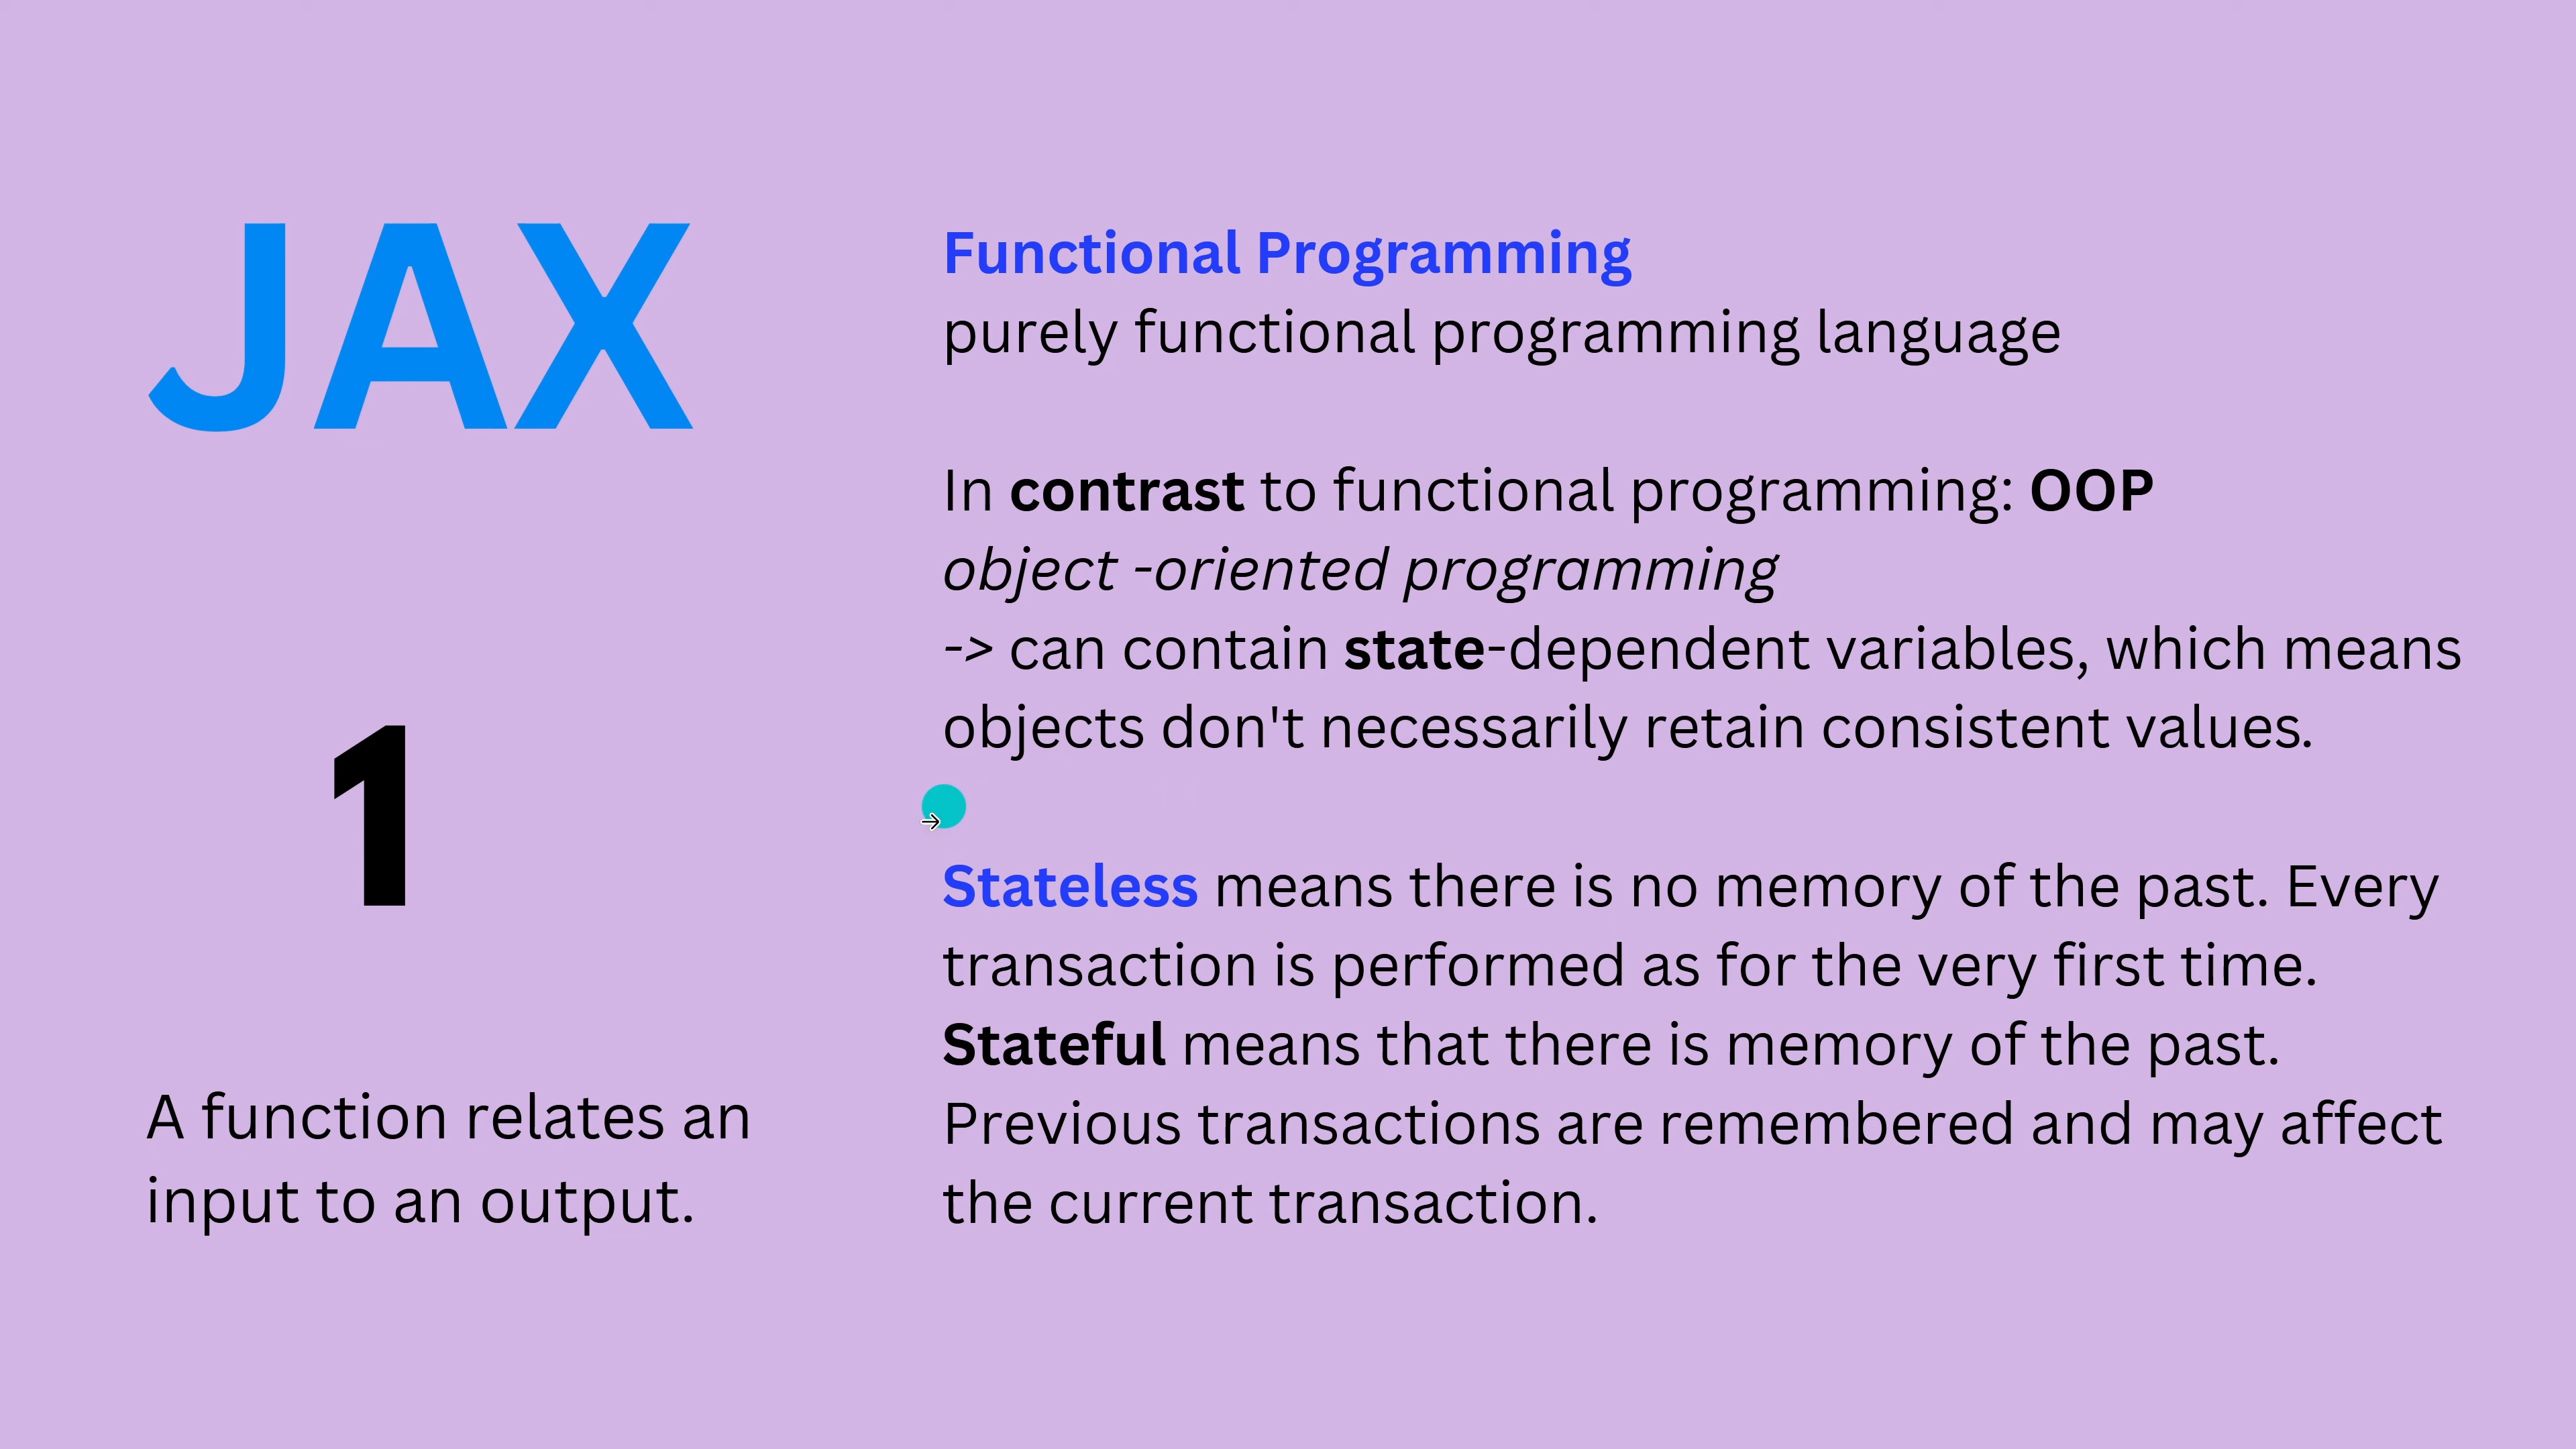 JAX
1
A function relates an
input to an output.
Functional Programming
purely functional programming language
In contrast to functional programming: OOP
object -oriented programming
-> can contain state-dependent variables, which means
objects don't necessarily retain consistent values.
Stateless means there is no memory of the past. Every
transaction is performed as for the very first time.
Stateful means that there is memory of the past.
Previous transactions are remembered and may affect
the current transaction.